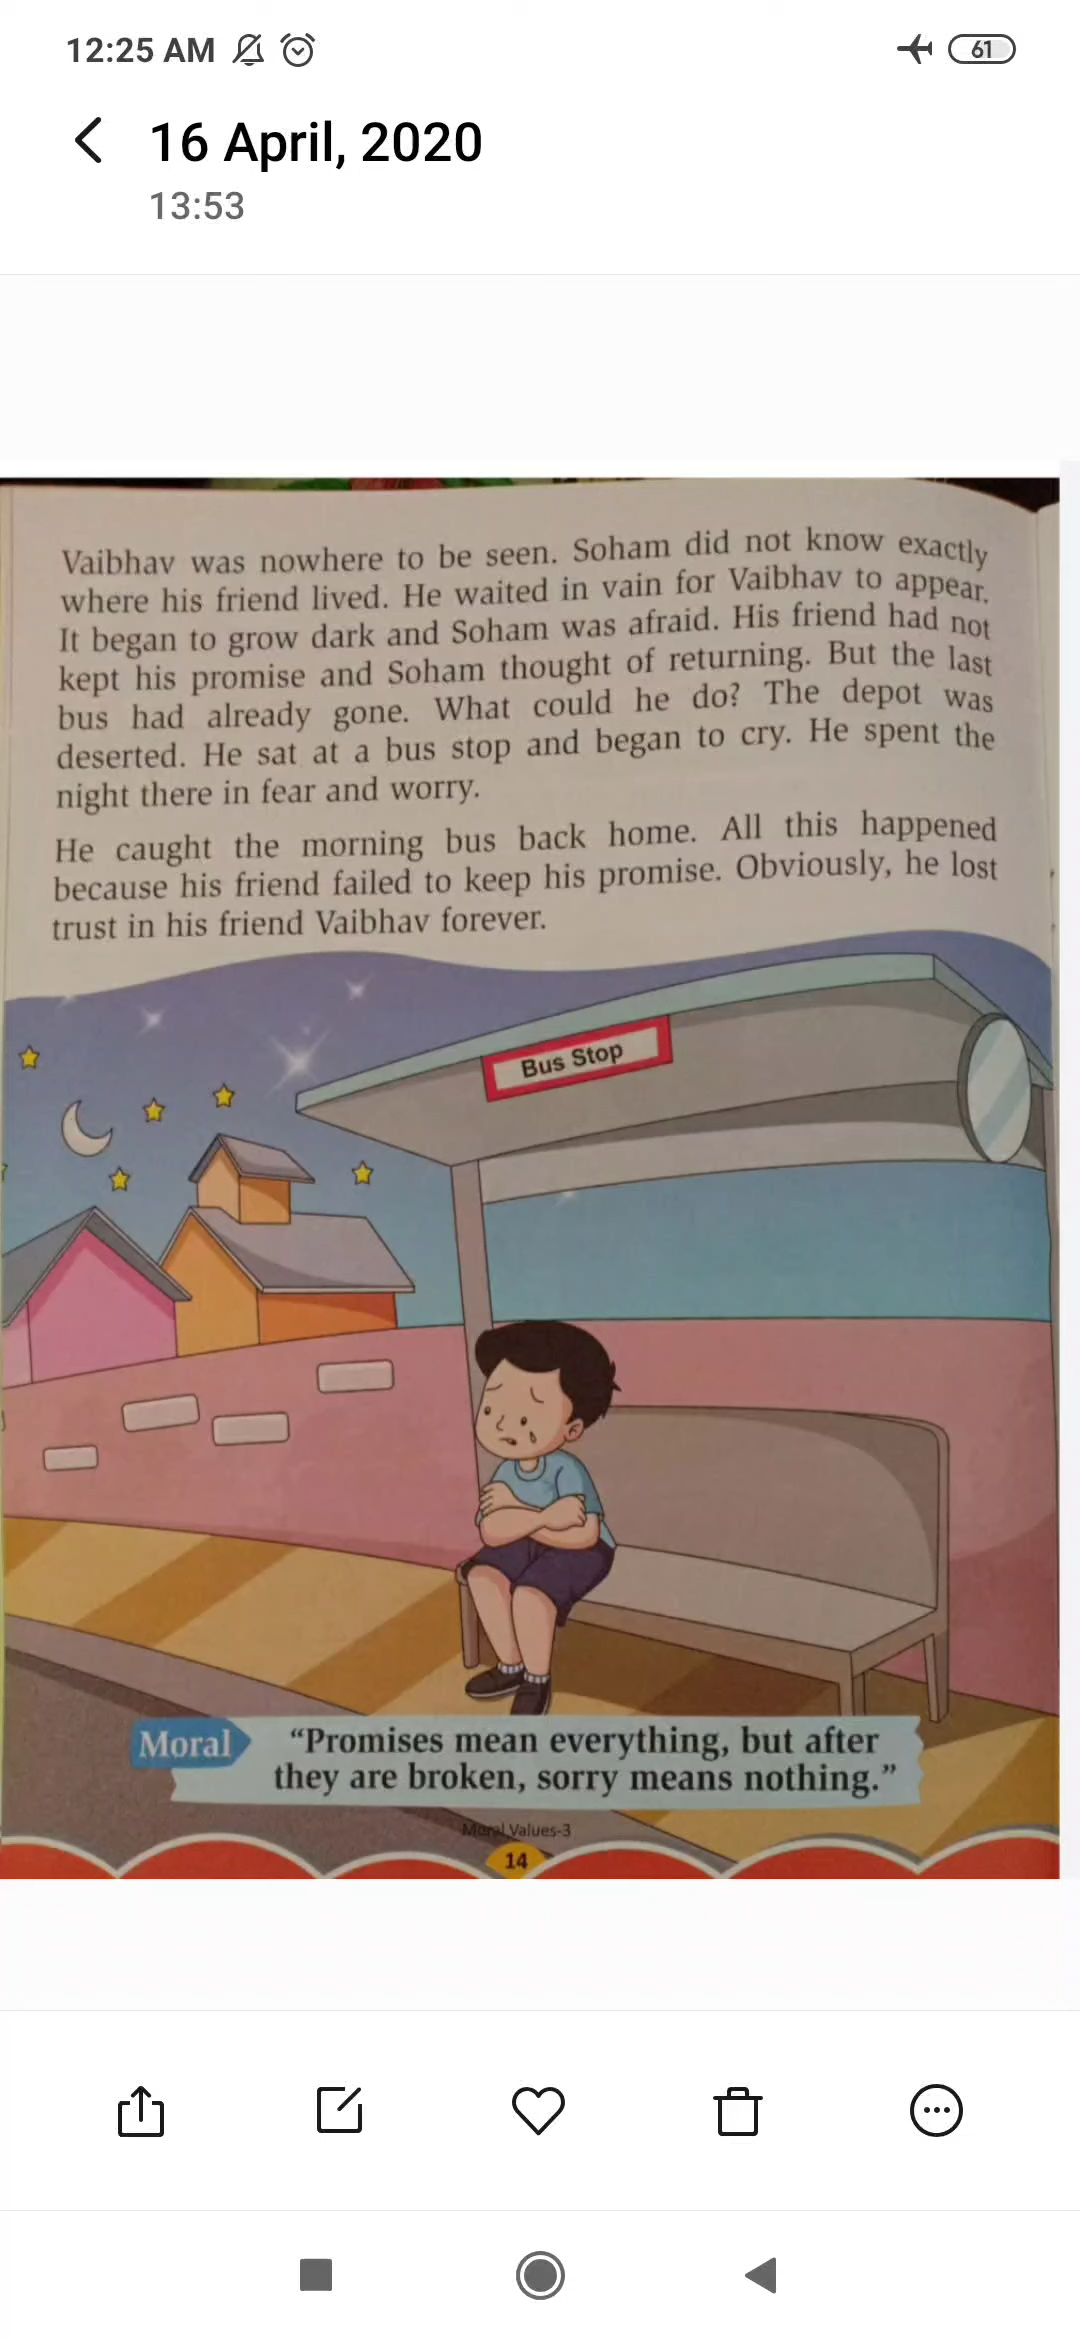 12:25 AM
61
16 April, 2020
13:53
Vaibhav was nowhere to be seen. Soham did not know exactly
where his friend lived. He waited in vain for Vaibhav to appear.
It began to grow dark and Soham was afraid. His friend had not
kept his promise and Soham thought of returning. But the last
bus had already gone. What could he do? The depot was
deserted. He sat at a bus stop and began to cry. He spent the
night there in fear and worry.
He caught the morning bus back home. All this happened
because his friend failed to keep his promise. Obviously, he lost
trust in his friend Vaibhav forever.
Bus Stop
Moral
“Promises mean everything, but after
they are broken, sorry means nothing.”
Moral Values-3
14